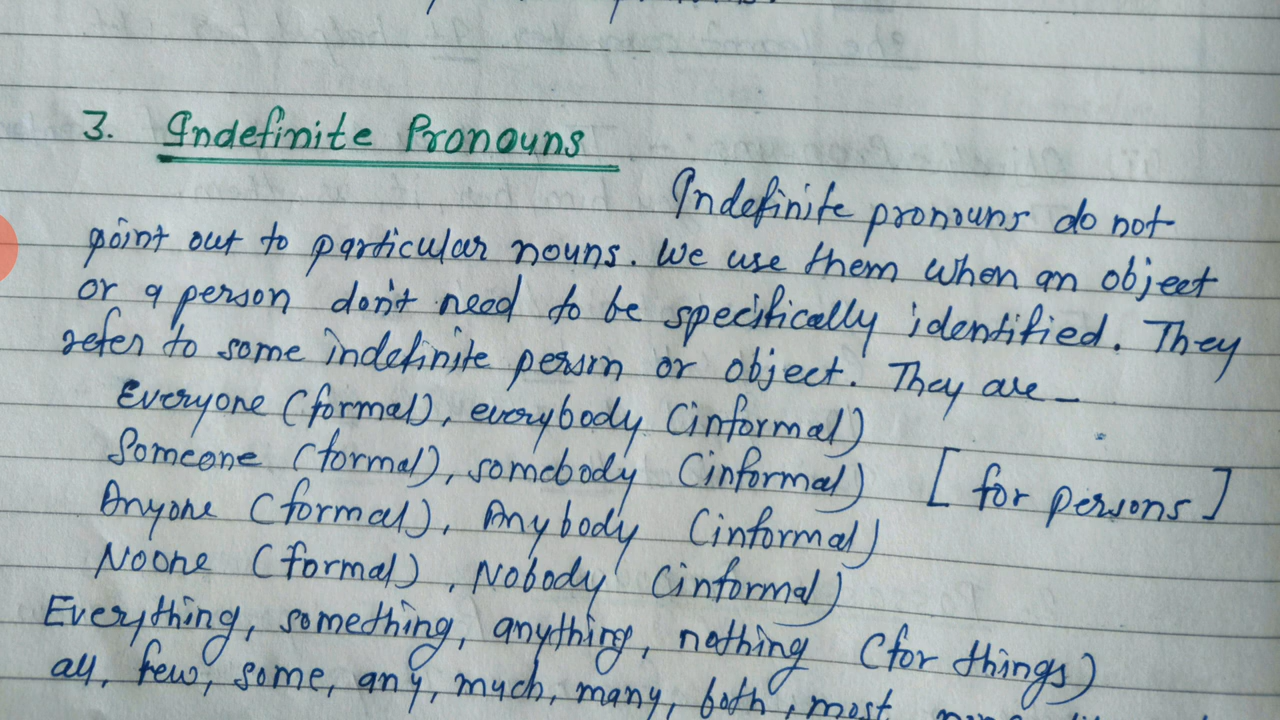 3. Indefinite Pronouns
Indefinite pronouns do not
point out to particular nouns. We use them when an object
or a person don't need to be specifically identified. They
refer to some indefinite person or object. They are –
Everyone (formal), everybody (informal)
Someone (formal), somebody (informal) [for persons]
Anyone (formal), Anybody (informal)
Noone (formal), Nobody (informal)
Everything, something, anything, nothing (for things)
all, few, some, any, much, many, both, most